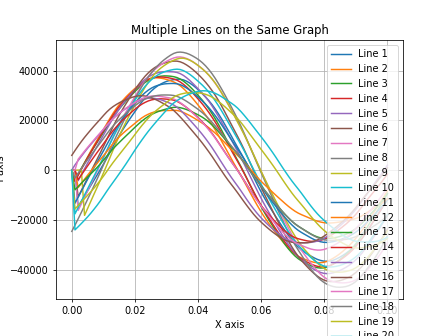 Multiple Lines on the Same Graph
40000
20000
0
−20000
−40000
0.00
0.02
0.04
0.06
0.08
X axis
axis
Line 1
Line 2
Line 3
Line 4
Line 5
Line 6
Line 7
Line 8
Line 9
Line 10
Line 11
Line 12
Line 13
Line 14
Line 15
Line 16
Line 17
Line 18
Line 19
Line 20